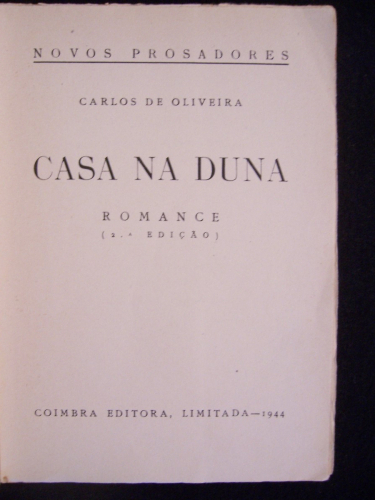 NOVOS PROSADORES
CARLOS DE OLIVEIRA
CASA NA DUNA
ROMANCE
(2.ª EDIÇÃO)
COIMBRA EDITORA, LIMITADA—1944